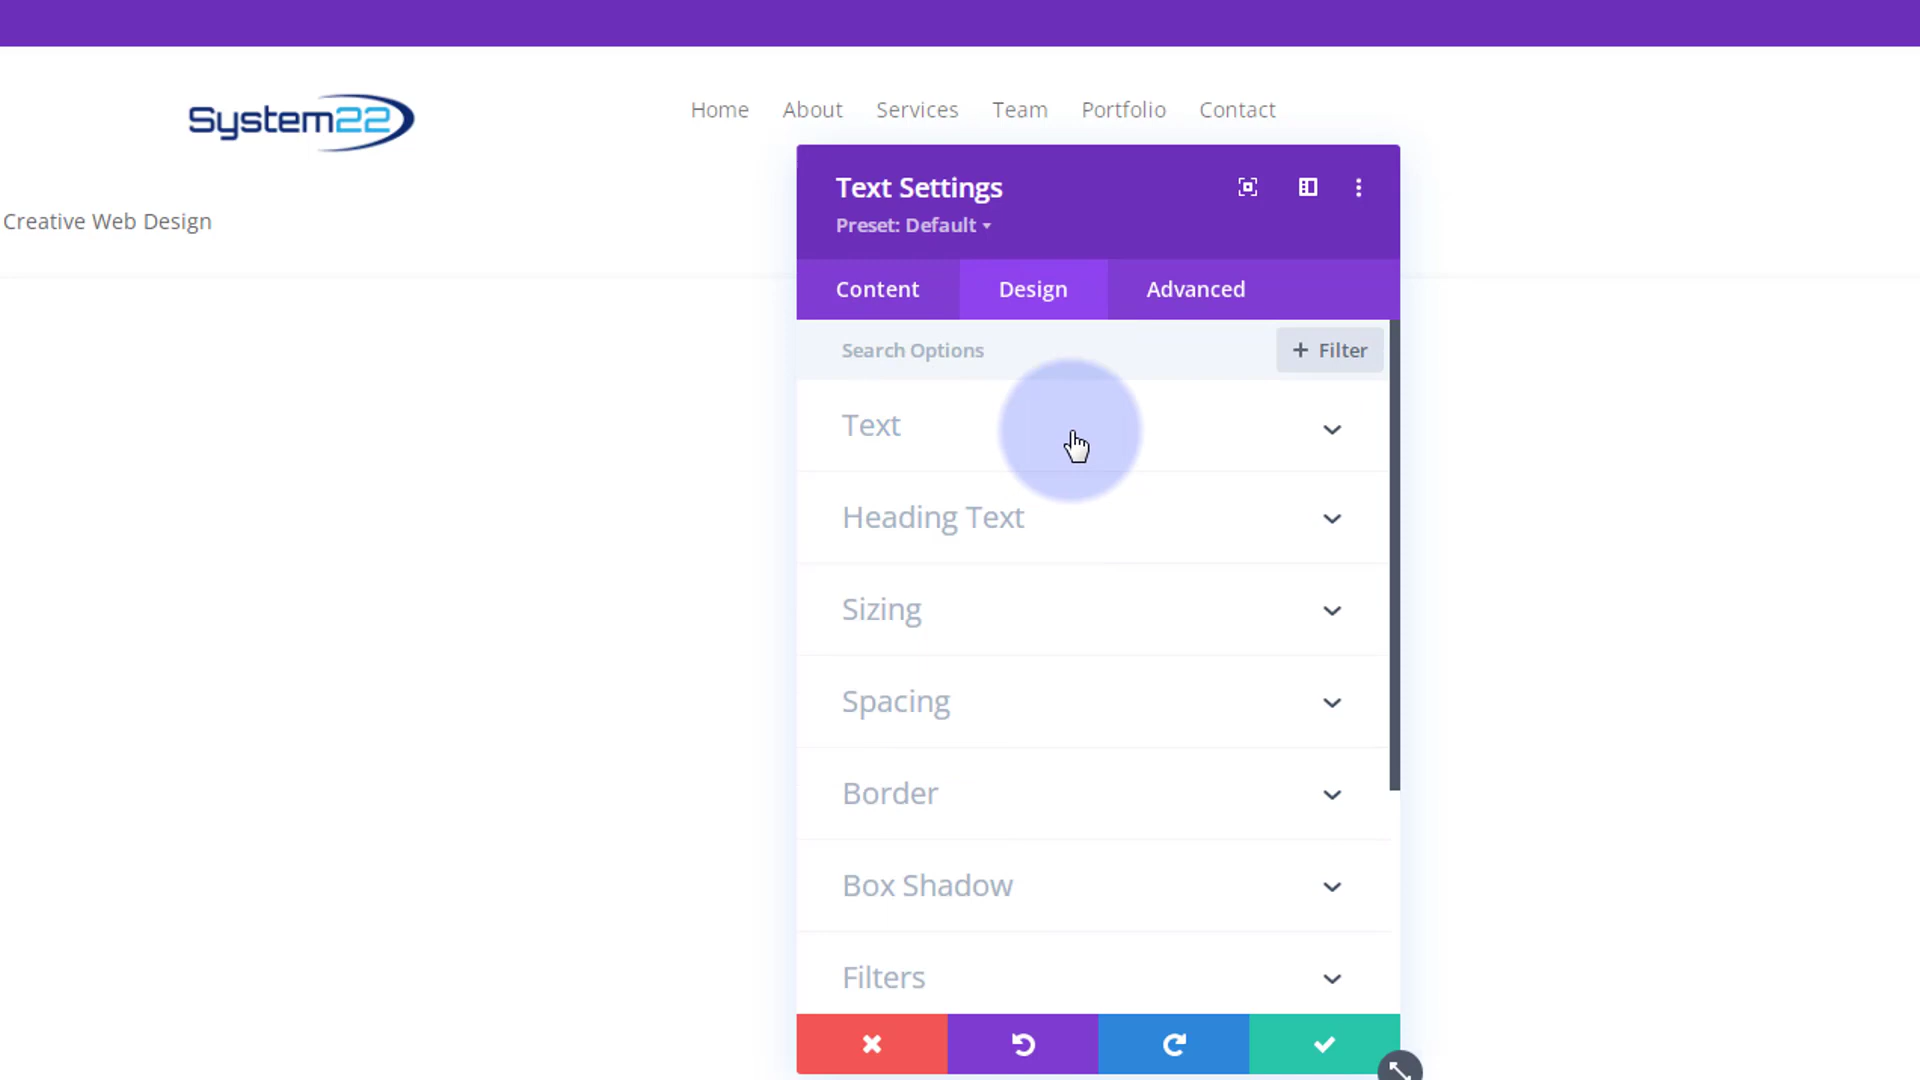 System22
Home About Services Team Portfolio Contact
Creative Web Design
Text Settings
Preset: Default
Content Design Advanced
Search Options
+ Filter
Text
Heading Text
Sizing
Spacing
Border
Box Shadow
Filters